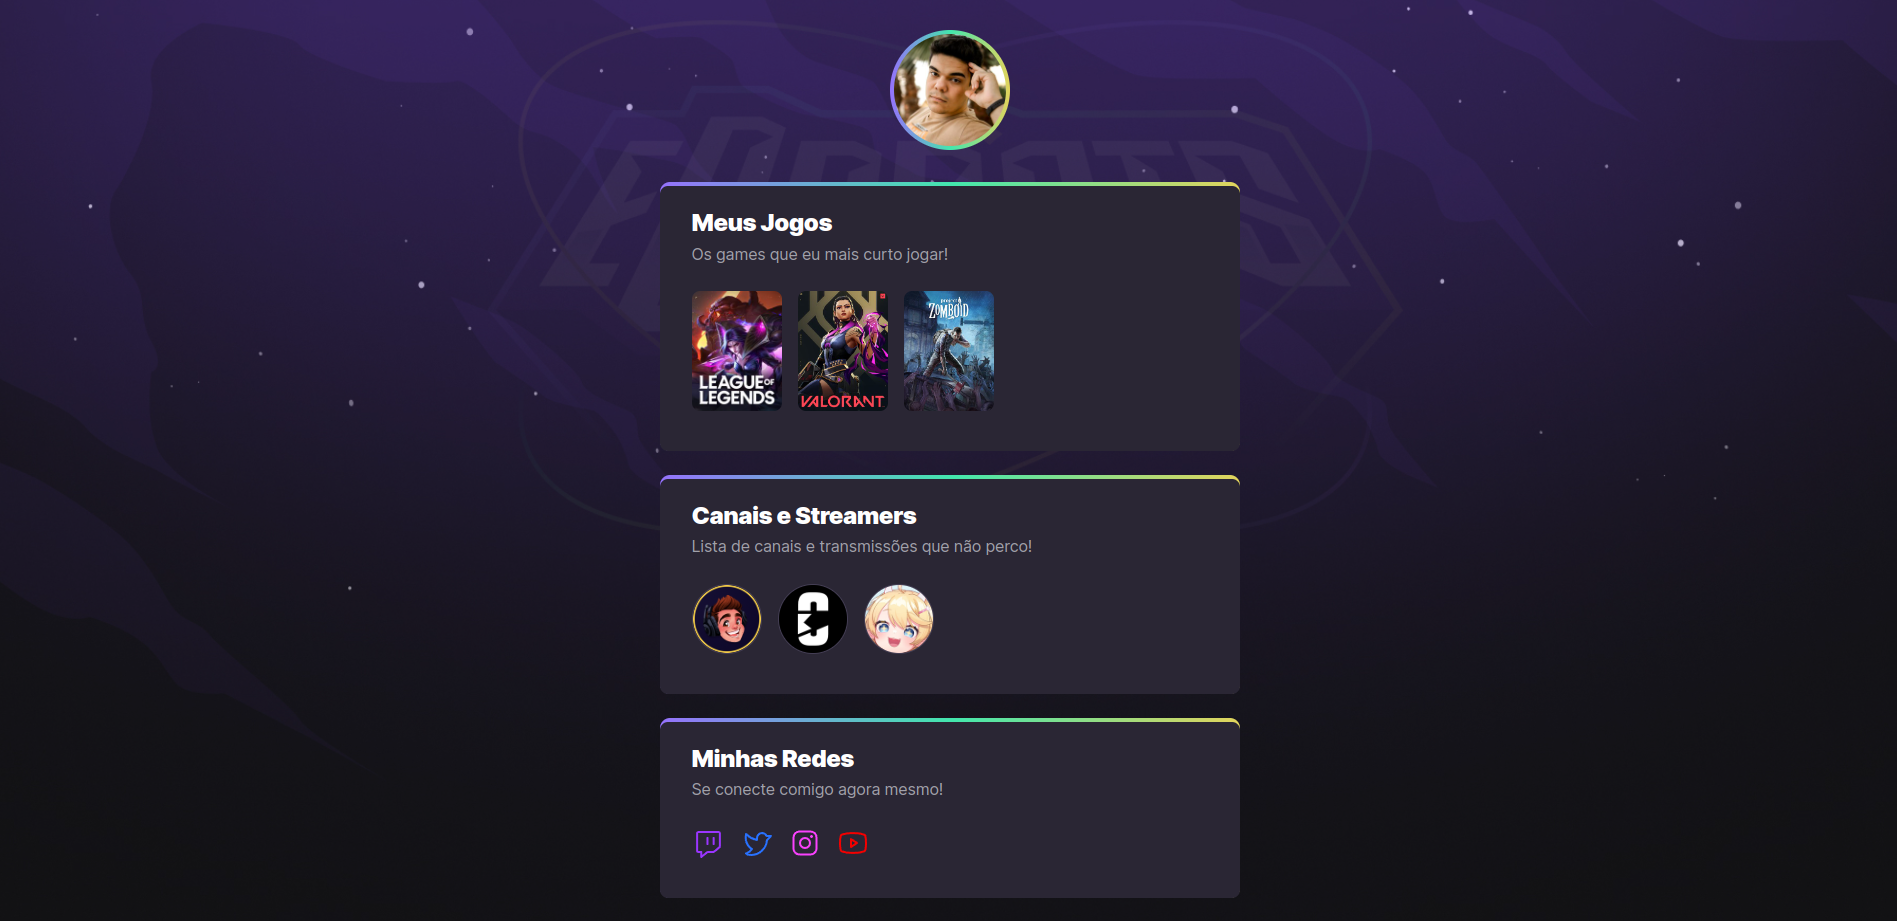 Meus Jogos
Os games que eu mais curto jogar!
LEAGUE OF
LEGENDS
VALORANT
PROJECT
ZOMBOID
Canais e Streamers
Lista de canais e transmissões que não perco!
Minhas Redes
Se conecte comigo agora mesmo!